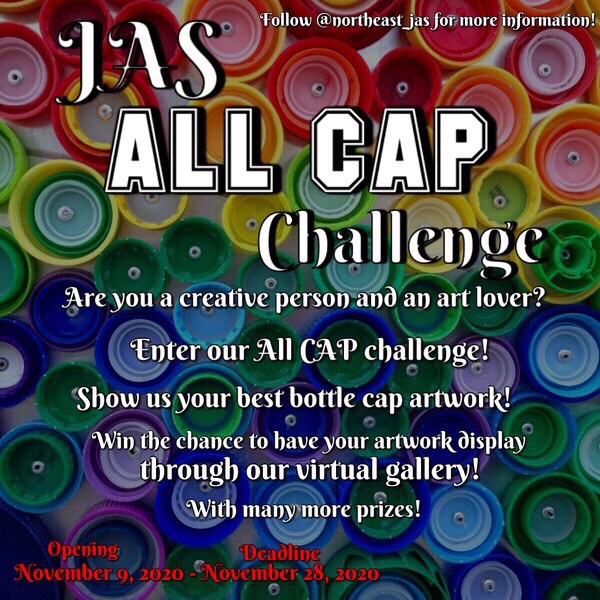 Follow @northeast_jas for more information!
JAS
ALL CAP
Challenge
Are you a creative person and an art lover?
Enter our All CAP challenge!
Show us your best bottle cap artwork!
Win the chance to have your artwork display
through our virtual gallery!
With many more prizes!
Opening Deadline
November 9, 2020 - November 28, 2020